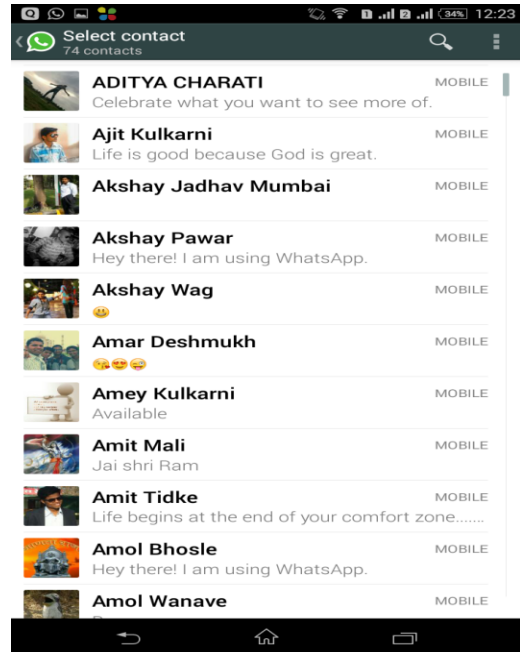 Q 1 2 34% 12:23
Select contact
74 contacts
ADITYA CHARATI MOBILE
Celebrate what you want to see more of.
Ajit Kulkarni MOBILE
Life is good because God is great.
Akshay Jadhav Mumbai MOBILE
Akshay Pawar MOBILE
Hey there! I am using WhatsApp.
Akshay Wag MOBILE
😃
Amar Deshmukh MOBILE
😘😍😜
Amey Kulkarni MOBILE
Available
Amit Mali MOBILE
Jai shri Ram
Amit Tidke MOBILE
Life begins at the end of your comfort zone.......
Amol Bhosle MOBILE
Hey there! I am using WhatsApp.
Amol Wanave MOBILE